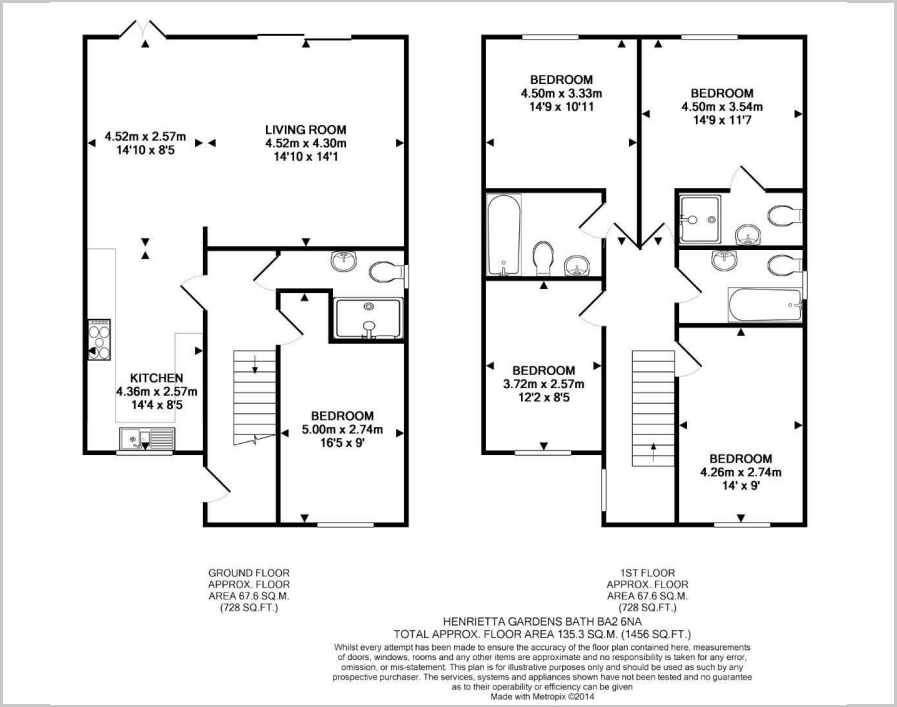 4.52m x 2.57m
14'10 x 8'5
LIVING ROOM
4.52m x 4.30m
14'10 x 14'1
KITCHEN
4.36m x 2.57m
14'4 x 8'5
BEDROOM
5.00m x 2.74m
16'5 x 9'
BEDROOM
4.50m x 3.33m
14'9 x 10'11
BEDROOM
4.50m x 3.54m
14'9 x 11'7
BEDROOM
3.72m x 2.57m
12'2 x 8'5
BEDROOM
4.26m x 2.74m
14' x 9'
GROUND FLOOR
APPROX. FLOOR
AREA 67.6 SQ.M.
(728 SQ.FT.)
1ST FLOOR
APPROX. FLOOR
AREA 67.6 SQ.M.
(728 SQ.FT.)
HENRIETTA GARDENS BATH BA2 6NA
TOTAL APPROX. FLOOR AREA 135.3 SQ.M. (1456 SQ.FT.)
Whilst every attempt has been made to ensure the accuracy of the floor plan contained here, measurements
of doors, windows, rooms and any other items are approximate and no responsibility is taken for any error,
omission, or mis-statement. This plan is for illustrative purposes only and should be used as such by any
prospective purchaser. The services, systems and appliances shown have not been tested and no guarantee
as to their operability or efficiency can be given
Made with Metropix ©2014